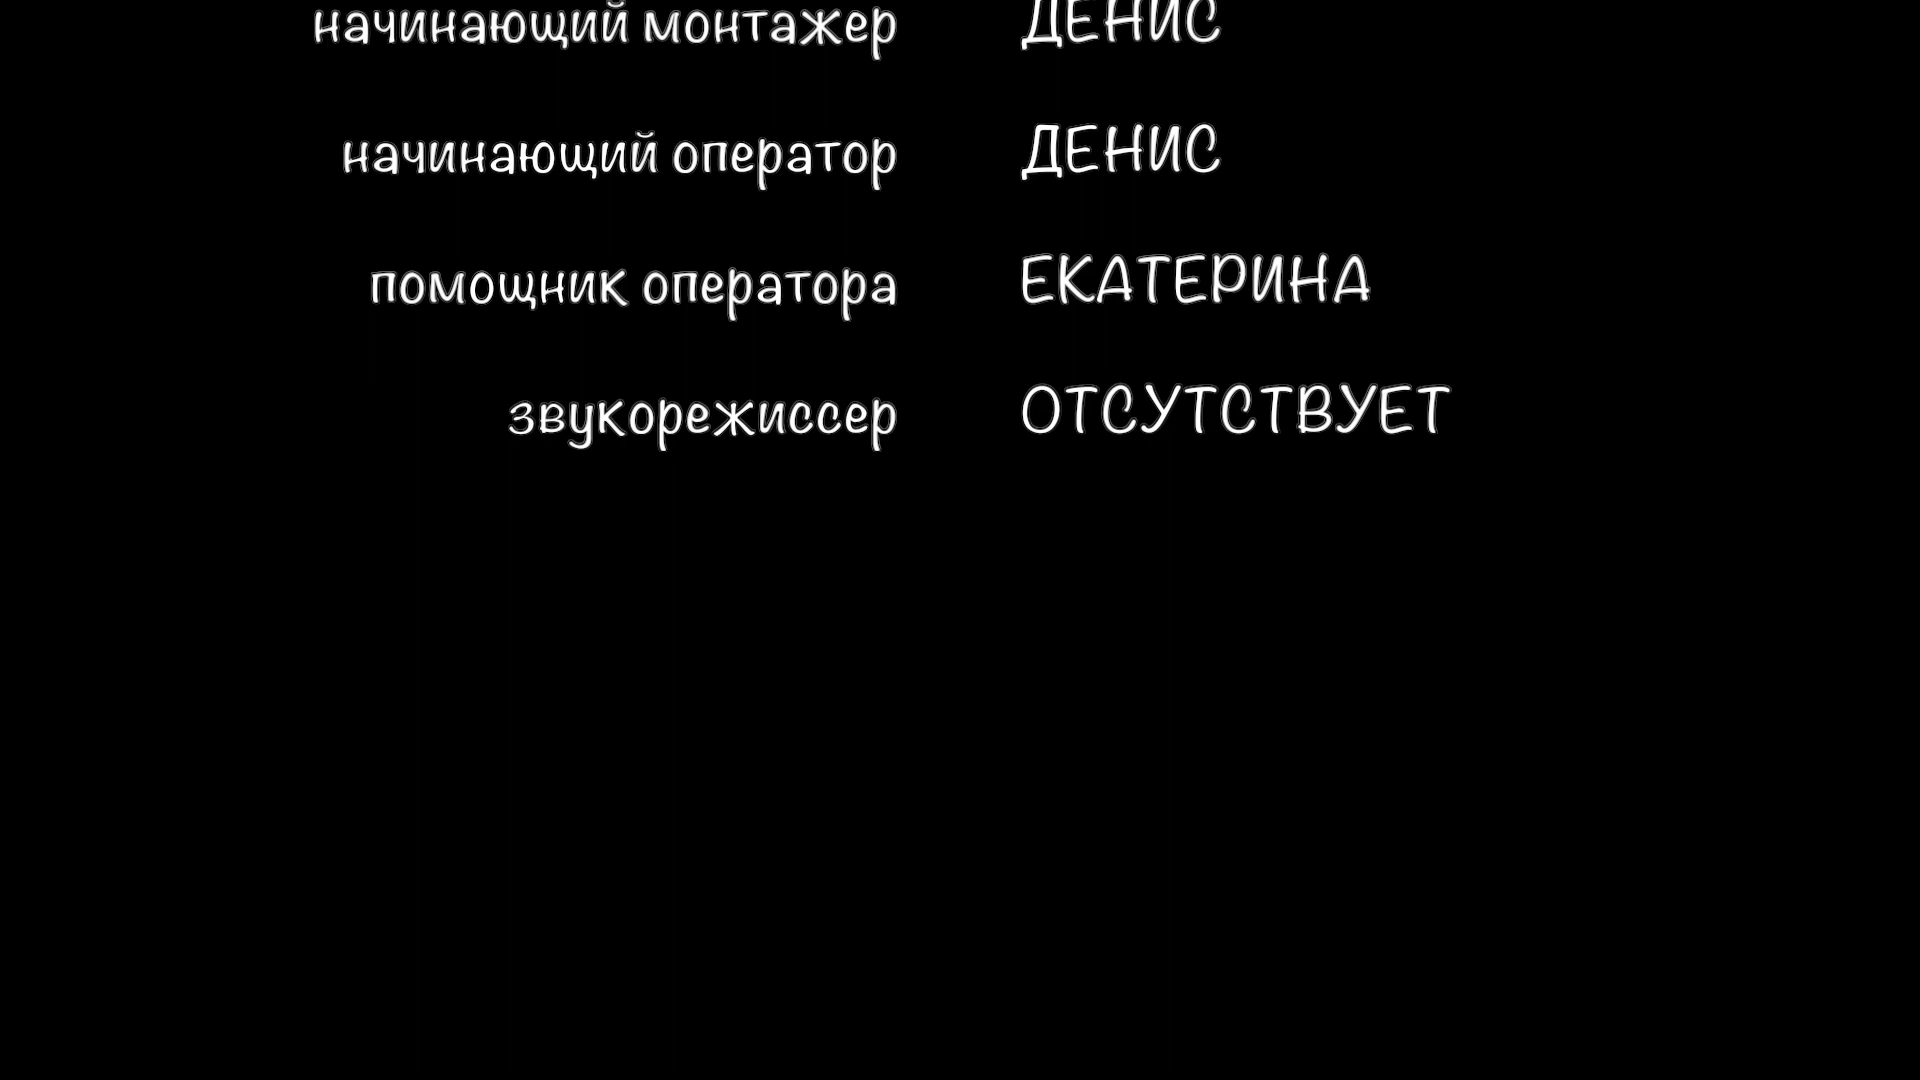 начинающий монтажер ДЕНИС
начинающий оператор ДЕНИС
помощник оператора ЕКАТЕРИНА
звукорежиссер ОТСУТСТВУЕТ